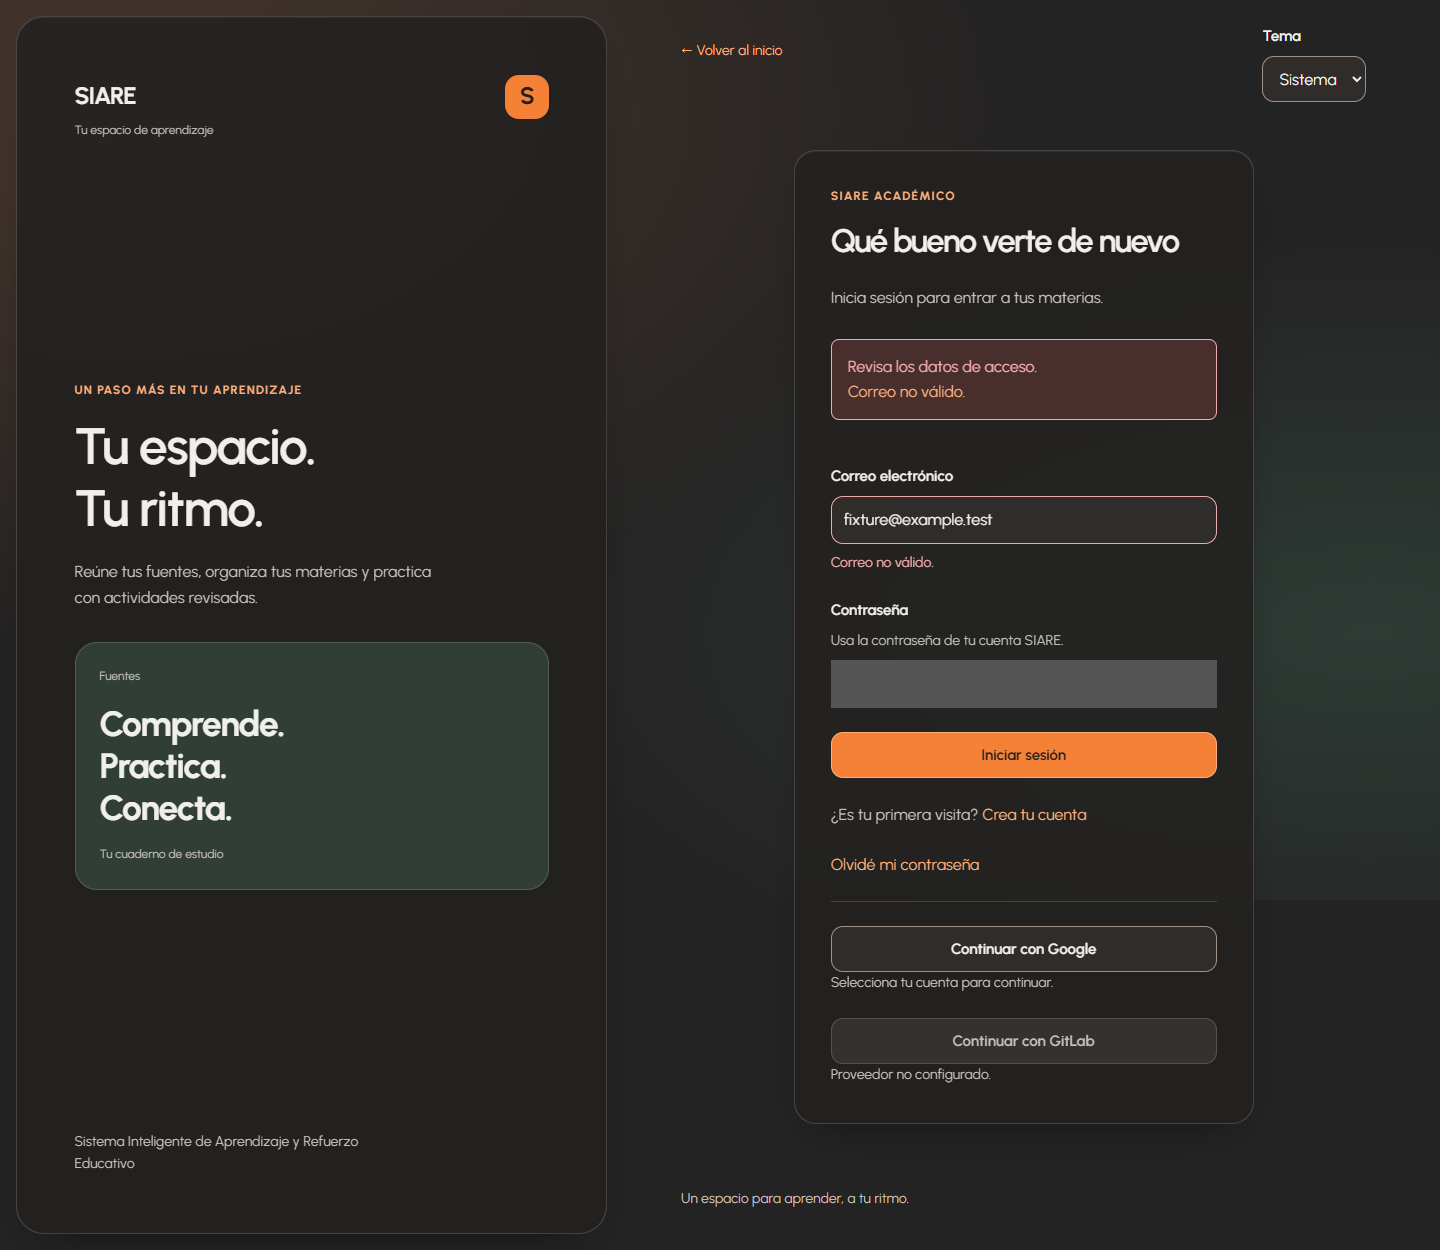 SIARE
S
Tu espacio de aprendizaje
UN PASO MÁS EN TU APRENDIZAJE
Tu espacio.
Tu ritmo.
Reúne tus fuentes, organiza tus materias y practica
con actividades revisadas.
Fuentes
Comprende.
Practica.
Conecta.
Tu cuaderno de estudio
Sistema Inteligente de Aprendizaje y Refuerzo
Educativo
← Volver al inicio
Tema
Sistema
SIARE ACADÉMICO
Qué bueno verte de nuevo
Inicia sesión para entrar a tus materias.
Revisa los datos de acceso.
Correo no válido.
Correo electrónico
fixture@example.test
Correo no válido.
Contraseña
Usa la contraseña de tu cuenta SIARE.
Iniciar sesión
¿Es tu primera visita? Crea tu cuenta
Olvidé mi contraseña
Continuar con Google
Selecciona tu cuenta para continuar.
Continuar con GitLab
Proveedor no configurado.
Un espacio para aprender, a tu ritmo.